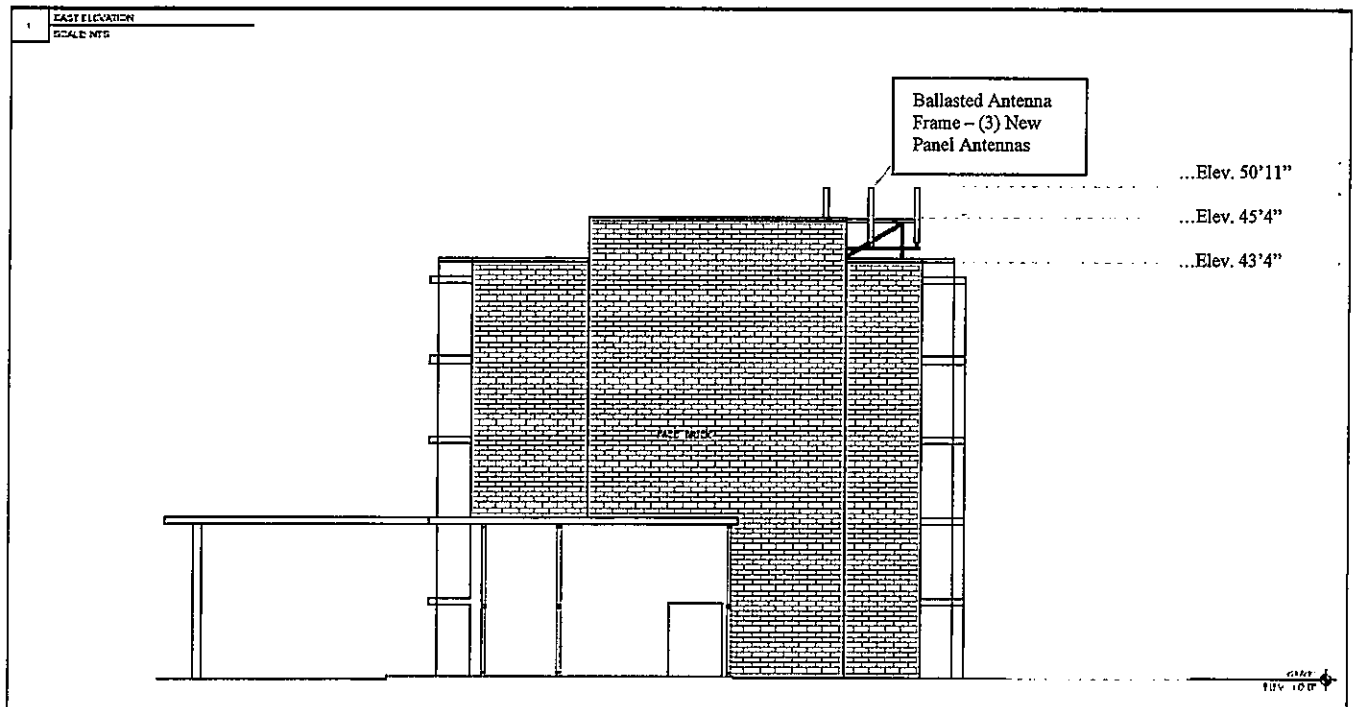 1
EAST ELEVATION
SCALE: NTS
Ballasted Antenna
Frame – (3) New
Panel Antennas
...Elev. 50'11”
...Elev. 45'4”
...Elev. 43'4”
FACE BRICK